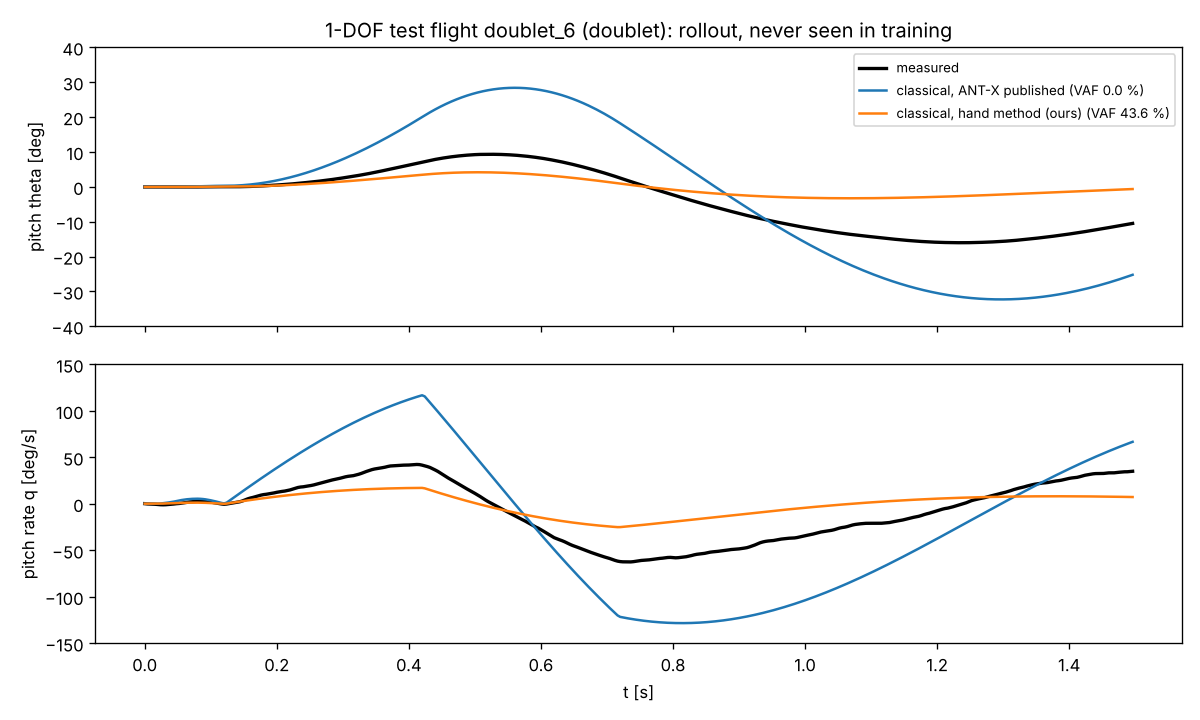 1-DOF test flight doublet_6 (doublet): rollout, never seen in training
40
30
20
10
0
−10
−20
−30
−40
pitch theta [deg]
measured
classical, ANT-X published (VAF 0.0 %)
classical, hand method (ours) (VAF 43.6 %)
150
100
50
0
−50
−100
−150
pitch rate q [deg/s]
0.0 0.2 0.4 0.6 0.8 1.0 1.2 1.4
t [s]